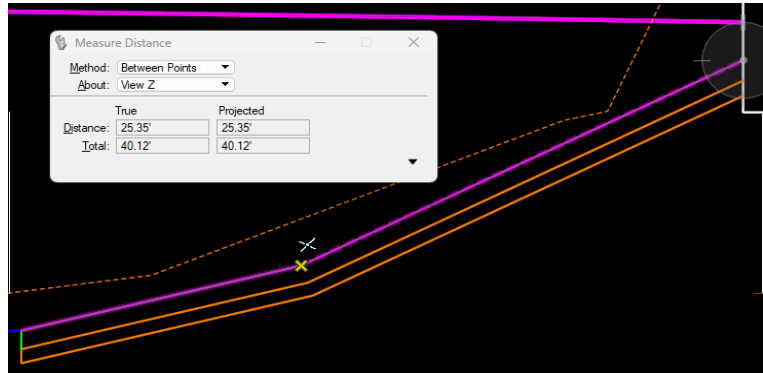 Measure Distance
Method: Between Points
About: View Z
True Projected
Distance: 25.35' 25.35'
Total: 40.12' 40.12'